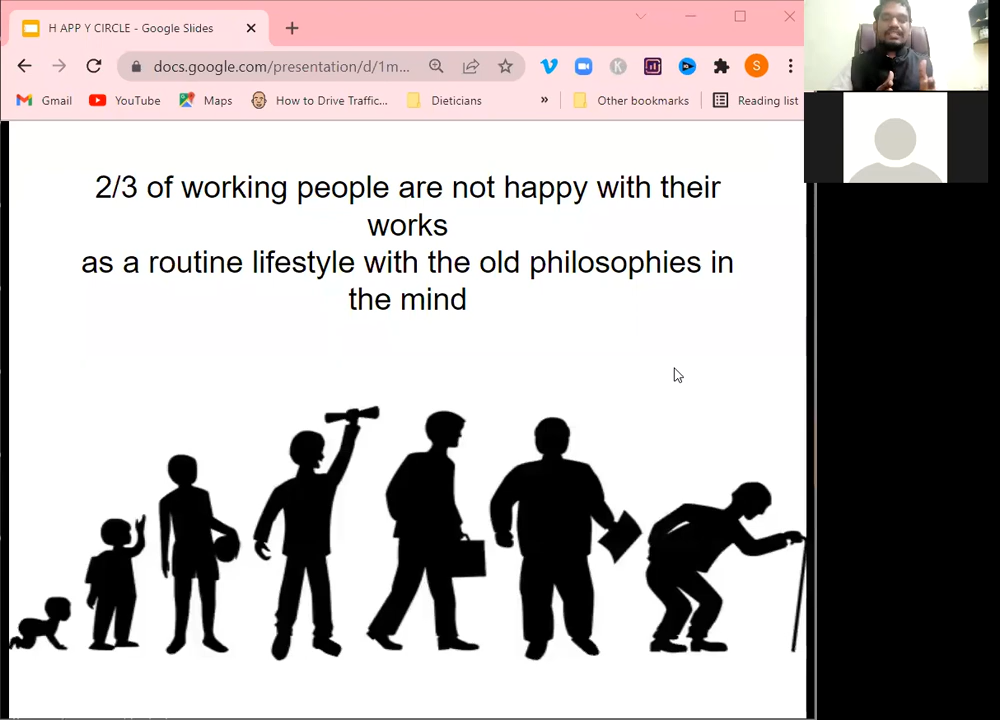 H APP Y CIRCLE - Google Slides
docs.google.com/presentation/d/1m...
S
Gmail
YouTube
Maps
How to Drive Traffic...
Dieticians
»
Other bookmarks
Reading list
2/3 of working people are not happy with their
works
as a routine lifestyle with the old philosophies in
the mind